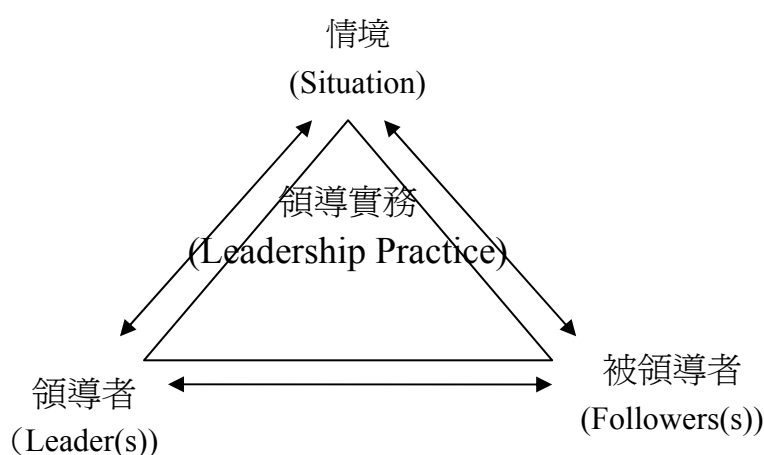 情境
(Situation)
領導實務
(Leadership Practice)
領導者
（Leader(s))
被領導者
(Followers(s))